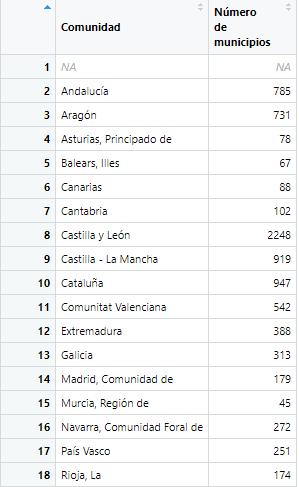 Comunidad Número de municipios
1 NA NA
2 Andalucía 785
3 Aragón 731
4 Asturias, Principado de 78
5 Balears, Illes 67
6 Canarias 88
7 Cantabria 102
8 Castilla y León 2248
9 Castilla - La Mancha 919
10 Cataluña 947
11 Comunitat Valenciana 542
12 Extremadura 388
13 Galicia 313
14 Madrid, Comunidad de 179
15 Murcia, Región de 45
16 Navarra, Comunidad Foral de 272
17 País Vasco 251
18 Rioja, La 174